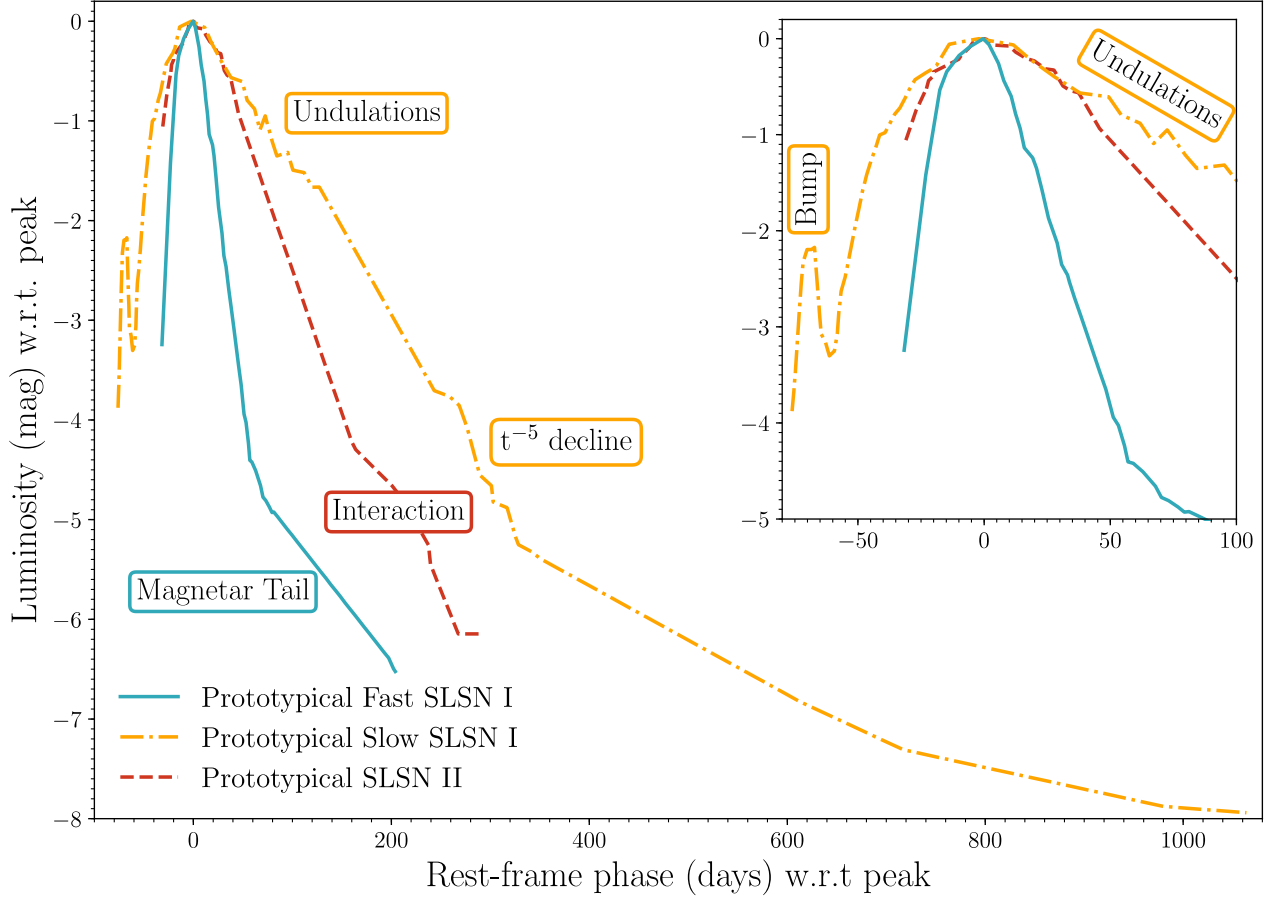 0
−1
−2
−3
−4
−5
−6
−7
−8
Luminosity (mag) w.r.t. peak
0
200
400
600
800
1000
Rest-frame phase (days) w.r.t peak
Undulations
t⁻⁵ decline
Interaction
Magnetar Tail
Prototypical Fast SLSN I
Prototypical Slow SLSN I
Prototypical SLSN II
0
−1
−2
−3
−4
−5
−50
0
50
100
Bump
Undulations